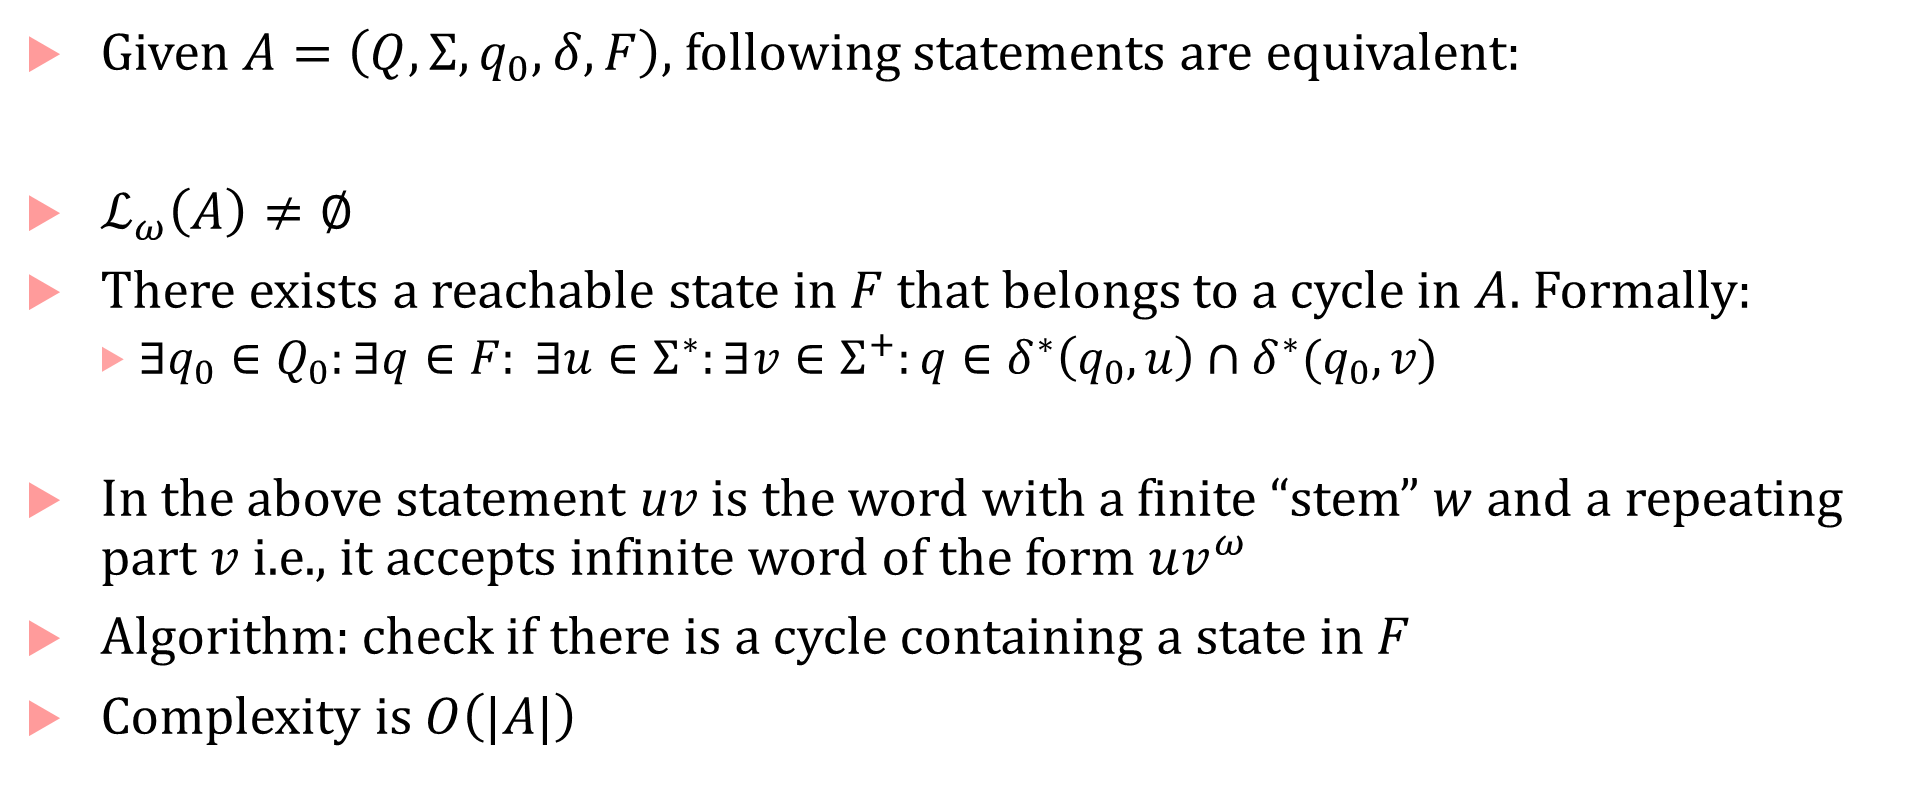 Given A = (Q, Σ, q₀, δ, F), following statements are equivalent:
ℒ_ω(A) ≠ ∅
There exists a reachable state in F that belongs to a cycle in A. Formally:
∃q₀ ∈ Q₀: ∃q ∈ F: ∃u ∈ Σ*: ∃v ∈ Σ⁺: q ∈ δ*(q₀, u) ∩ δ*(q₀, v)
In the above statement uv is the word with a finite “stem” w and a repeating
part v i.e., it accepts infinite word of the form uv^ω
Algorithm: check if there is a cycle containing a state in F
Complexity is O(|A|)